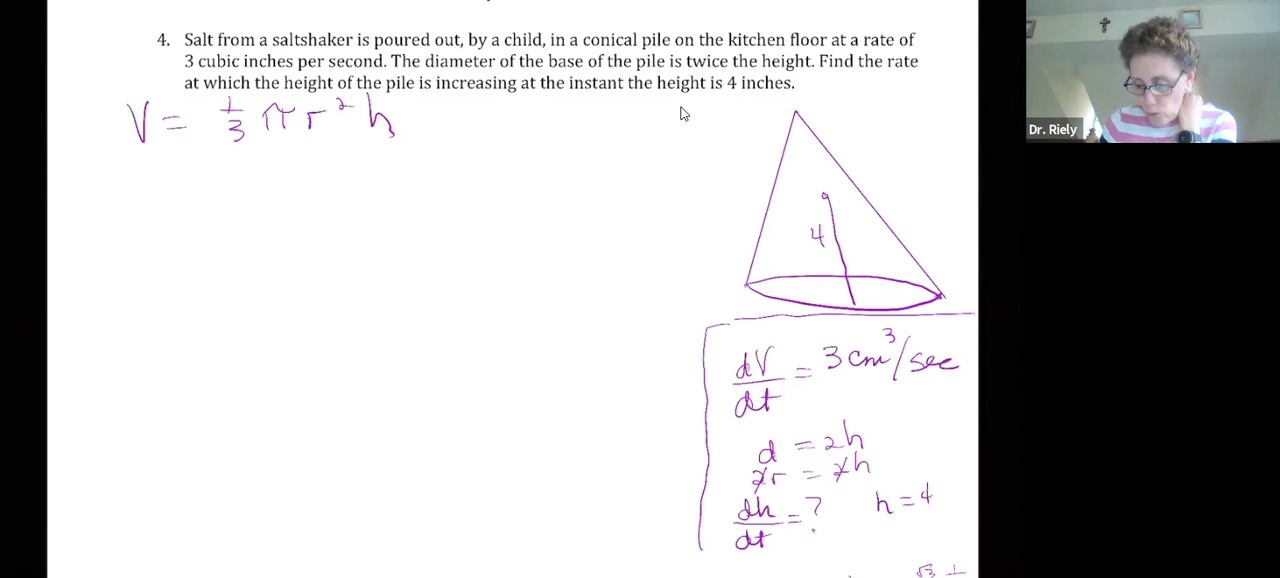 4. Salt from a saltshaker is poured out, by a child, in a conical pile on the kitchen floor at a rate of
3 cubic inches per second. The diameter of the base of the pile is twice the height. Find the rate
at which the height of the pile is increasing at the instant the height is 4 inches.
V = 1/3 π r² h
Dr. Riely
4
dV/dt = 3 cm³/sec
d = 2h
2r = 2h
dh/dt = ? h = 4
√3 1